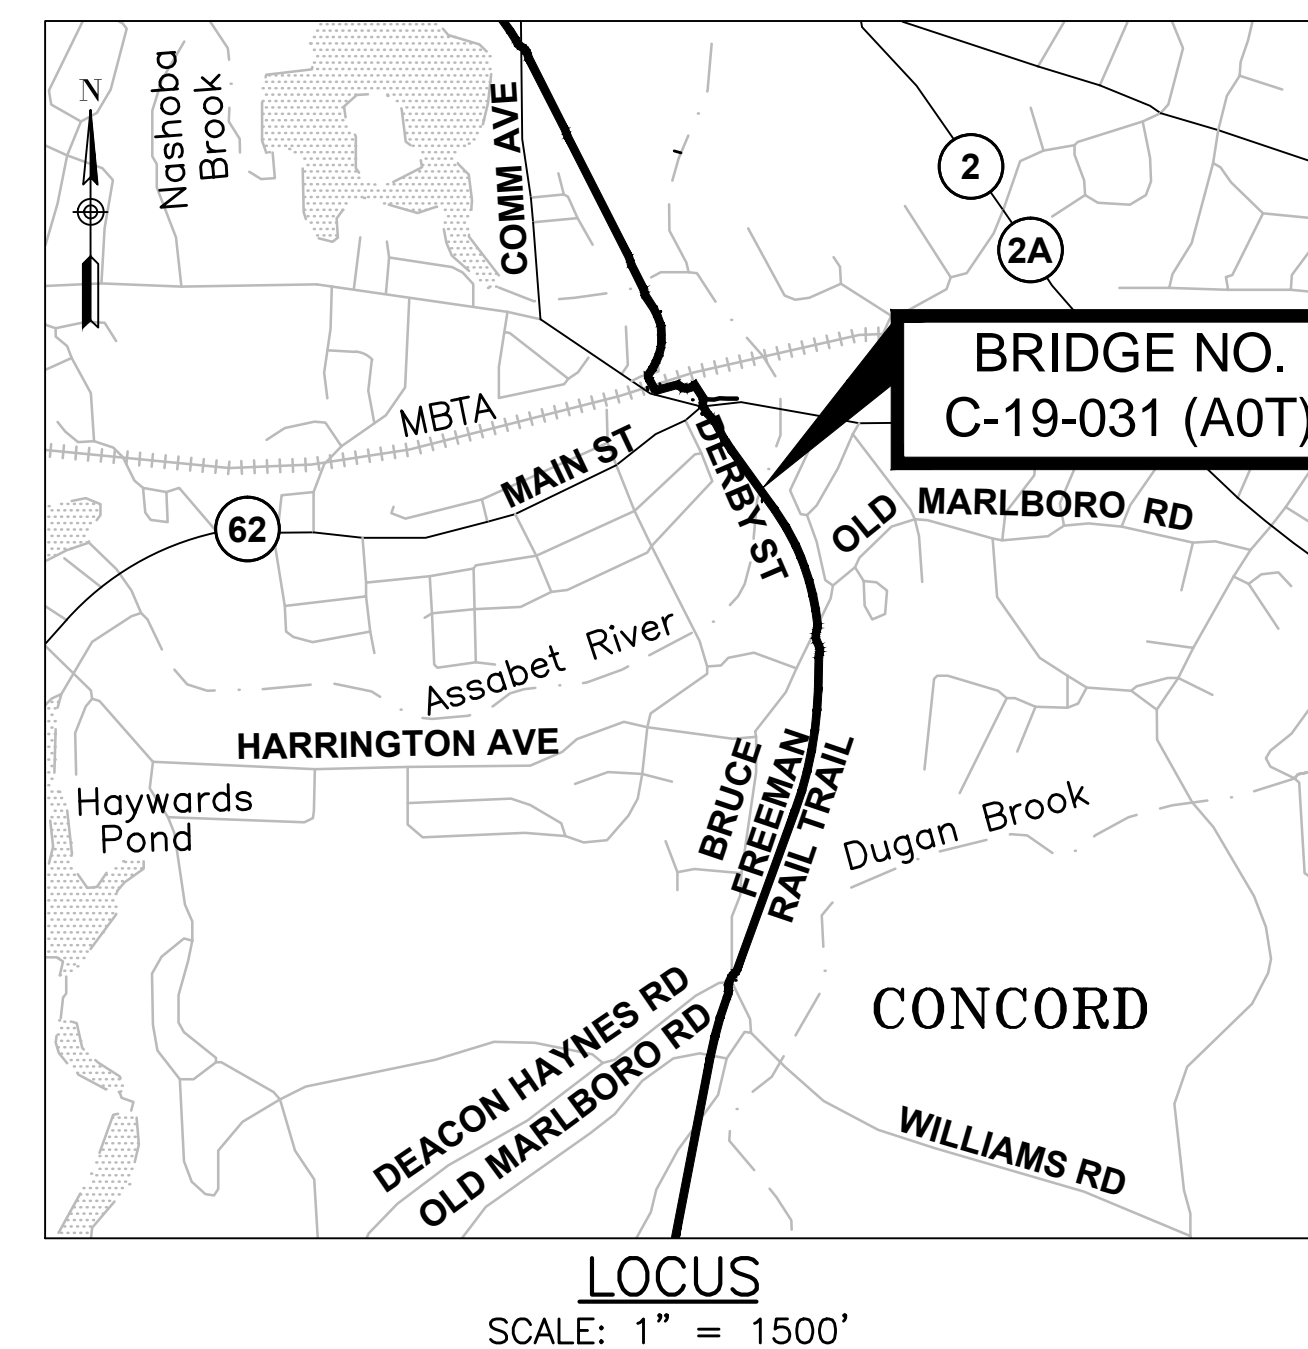 N
Nashoba
Brook
COMM AVE
2
2A
BRIDGE NO.
C-19-031 (A0T)
MBTA
MAIN ST
DERBY ST
OLD MARLBORO RD
62
Assabet River
HARRINGTON AVE
BRUCE
FREEMAN
RAIL TRAIL
Haywards
Pond
Dugan Brook
CONCORD
DEACON HAYNES RD
OLD MARLBORO RD
WILLIAMS RD
LOCUS
SCALE: 1” = 1500’